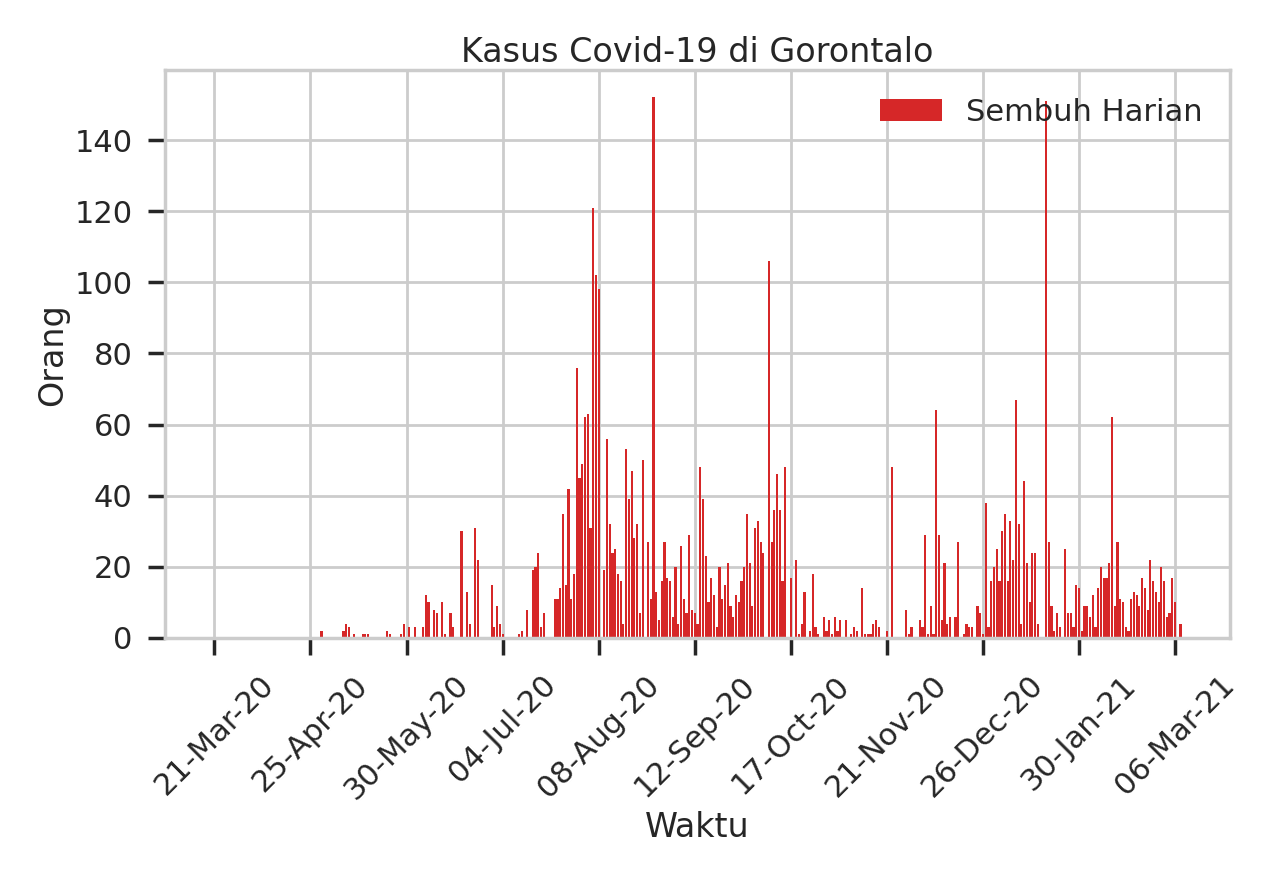 Kasus Covid-19 di Gorontalo
Sembuh Harian
Orang
140
120
100
80
60
40
20
0
21-Mar-20
25-Apr-20
30-May-20
04-Jul-20
08-Aug-20
12-Sep-20
17-Oct-20
21-Nov-20
26-Dec-20
30-Jan-21
06-Mar-21
Waktu